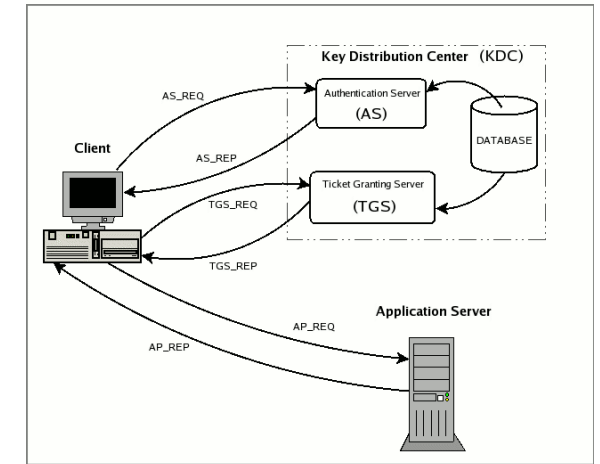 Key Distribution Center (KDC)
AS_REQ
Authentication Server
(AS)
DATABASE
Client
AS_REP
Ticket Granting Server
(TGS)
TGS_REQ
TGS_REP
Application Server
AP_REQ
AP_REP